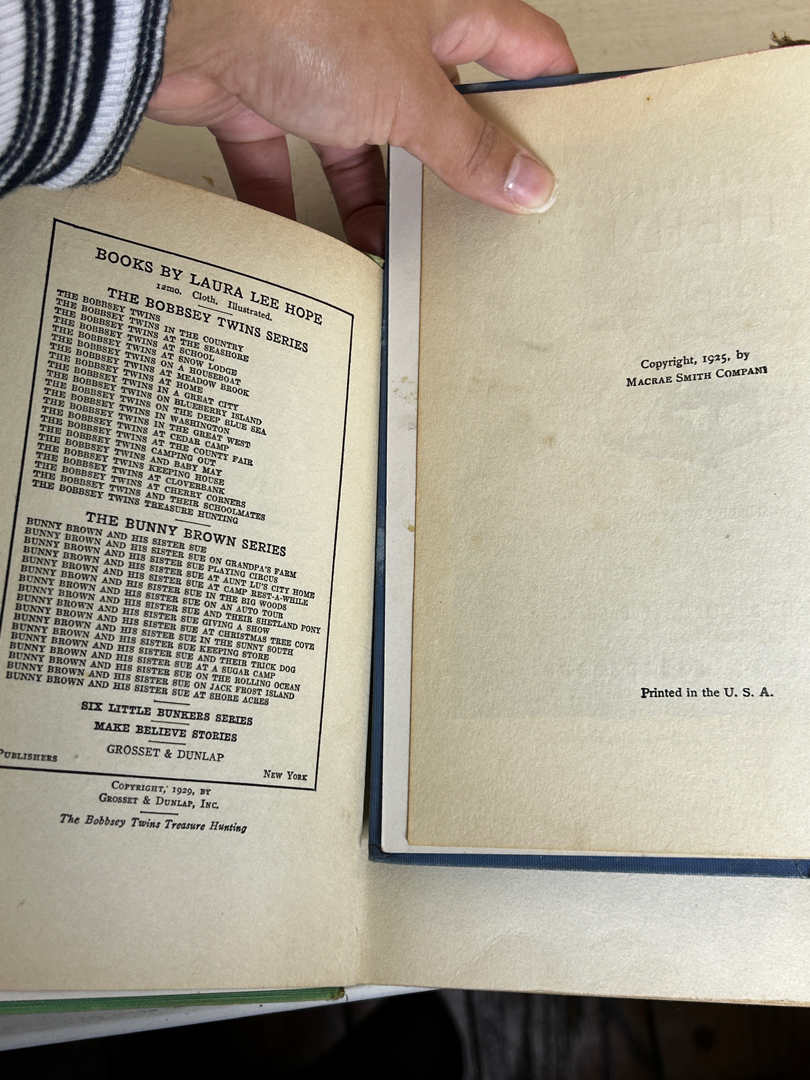 BOOKS BY LAURA LEE HOPE
12mo. Cloth. Illustrated.
THE BOBBSEY TWINS SERIES
THE BOBBSEY TWINS
THE BOBBSEY TWINS IN THE COUNTRY
THE BOBBSEY TWINS AT THE SEASHORE
THE BOBBSEY TWINS AT SCHOOL
THE BOBBSEY TWINS AT SNOW LODGE
THE BOBBSEY TWINS ON A HOUSEBOAT
THE BOBBSEY TWINS AT MEADOW BROOK
THE BOBBSEY TWINS AT HOME
THE BOBBSEY TWINS IN A GREAT CITY
THE BOBBSEY TWINS ON BLUEBERRY ISLAND
THE BOBBSEY TWINS ON THE DEEP BLUE SEA
THE BOBBSEY TWINS IN WASHINGTON
THE BOBBSEY TWINS IN THE GREAT WEST
THE BOBBSEY TWINS AT CEDAR CAMP
THE BOBBSEY TWINS AT THE COUNTY FAIR
THE BOBBSEY TWINS CAMPING OUT
THE BOBBSEY TWINS AND BABY MAY
THE BOBBSEY TWINS KEEPING HOUSE
THE BOBBSEY TWINS AT CLOVERBANK
THE BOBBSEY TWINS AT CHERRY CORNERS
THE BOBBSEY TWINS AND THEIR SCHOOLMATES
THE BOBBSEY TWINS TREASURE HUNTING
THE BUNNY BROWN SERIES
BUNNY BROWN AND HIS SISTER SUE
BUNNY BROWN AND HIS SISTER SUE ON GRANDPA'S FARM
BUNNY BROWN AND HIS SISTER SUE PLAYING CIRCUS
BUNNY BROWN AND HIS SISTER SUE AT AUNT LU'S CITY HOME
BUNNY BROWN AND HIS SISTER SUE AT CAMP REST-A-WHILE
BUNNY BROWN AND HIS SISTER SUE IN THE BIG WOODS
BUNNY BROWN AND HIS SISTER SUE ON AN AUTO TOUR
BUNNY BROWN AND HIS SISTER SUE AND THEIR SHETLAND PONY
BUNNY BROWN AND HIS SISTER SUE GIVING A SHOW
BUNNY BROWN AND HIS SISTER SUE AT CHRISTMAS TREE COVE
BUNNY BROWN AND HIS SISTER SUE IN THE SUNNY SOUTH
BUNNY BROWN AND HIS SISTER SUE KEEPING STORE
BUNNY BROWN AND HIS SISTER SUE AND THEIR TRICK DOG
BUNNY BROWN AND HIS SISTER SUE AT A SUGAR CAMP
BUNNY BROWN AND HIS SISTER SUE ON THE ROLLING OCEAN
BUNNY BROWN AND HIS SISTER SUE ON JACK FROST ISLAND
BUNNY BROWN AND HIS SISTER SUE AT SHORE ACRES
SIX LITTLE BUNKERS SERIES
MAKE BELIEVE STORIES
GROSSET & DUNLAP
PUBLISHERS NEW YORK
COPYRIGHT, 1929, BY
GROSSET & DUNLAP, INC.
The Bobbsey Twins Treasure Hunting
Copyright, 1925, by
MACRAE SMITH COMPANY
Printed in the U. S. A.